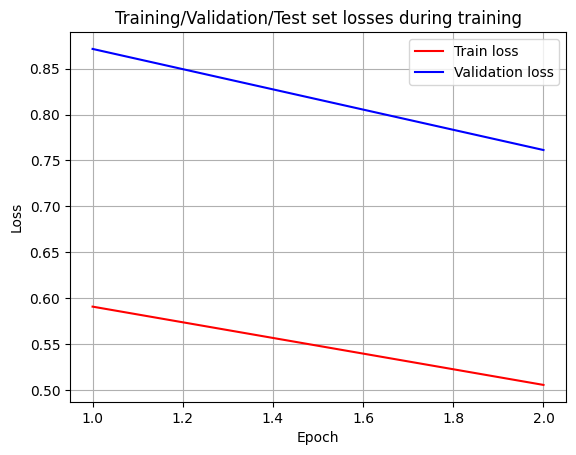 Training/Validation/Test set losses during training
Train loss
Validation loss
Loss
0.85
0.80
0.75
0.70
0.65
0.60
0.55
0.50
1.0 1.2 1.4 1.6 1.8 2.0
Epoch